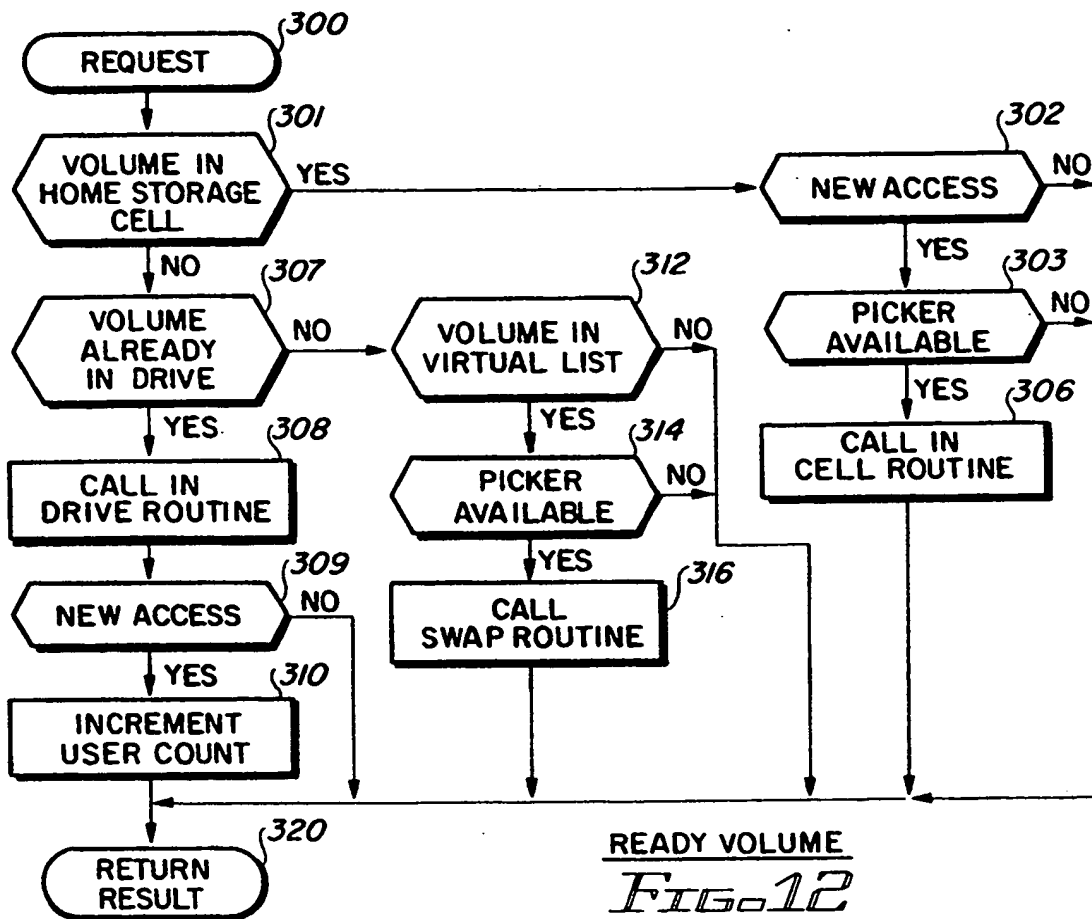 300
REQUEST
301
VOLUME IN
HOME STORAGE
CELL
YES
302
NEW ACCESS
NO
NO
YES
307
VOLUME
ALREADY
IN DRIVE
NO
312
VOLUME IN
VIRTUAL LIST
NO
303
PICKER
AVAILABLE
NO
YES
YES
YES
308
CALL IN
DRIVE ROUTINE
314
PICKER
AVAILABLE
NO
306
CALL IN
CELL ROUTINE
YES
309
NEW ACCESS
NO
316
CALL
SWAP ROUTINE
YES
310
INCREMENT
USER COUNT
320
RETURN
RESULT
READY VOLUME
FIG. 12